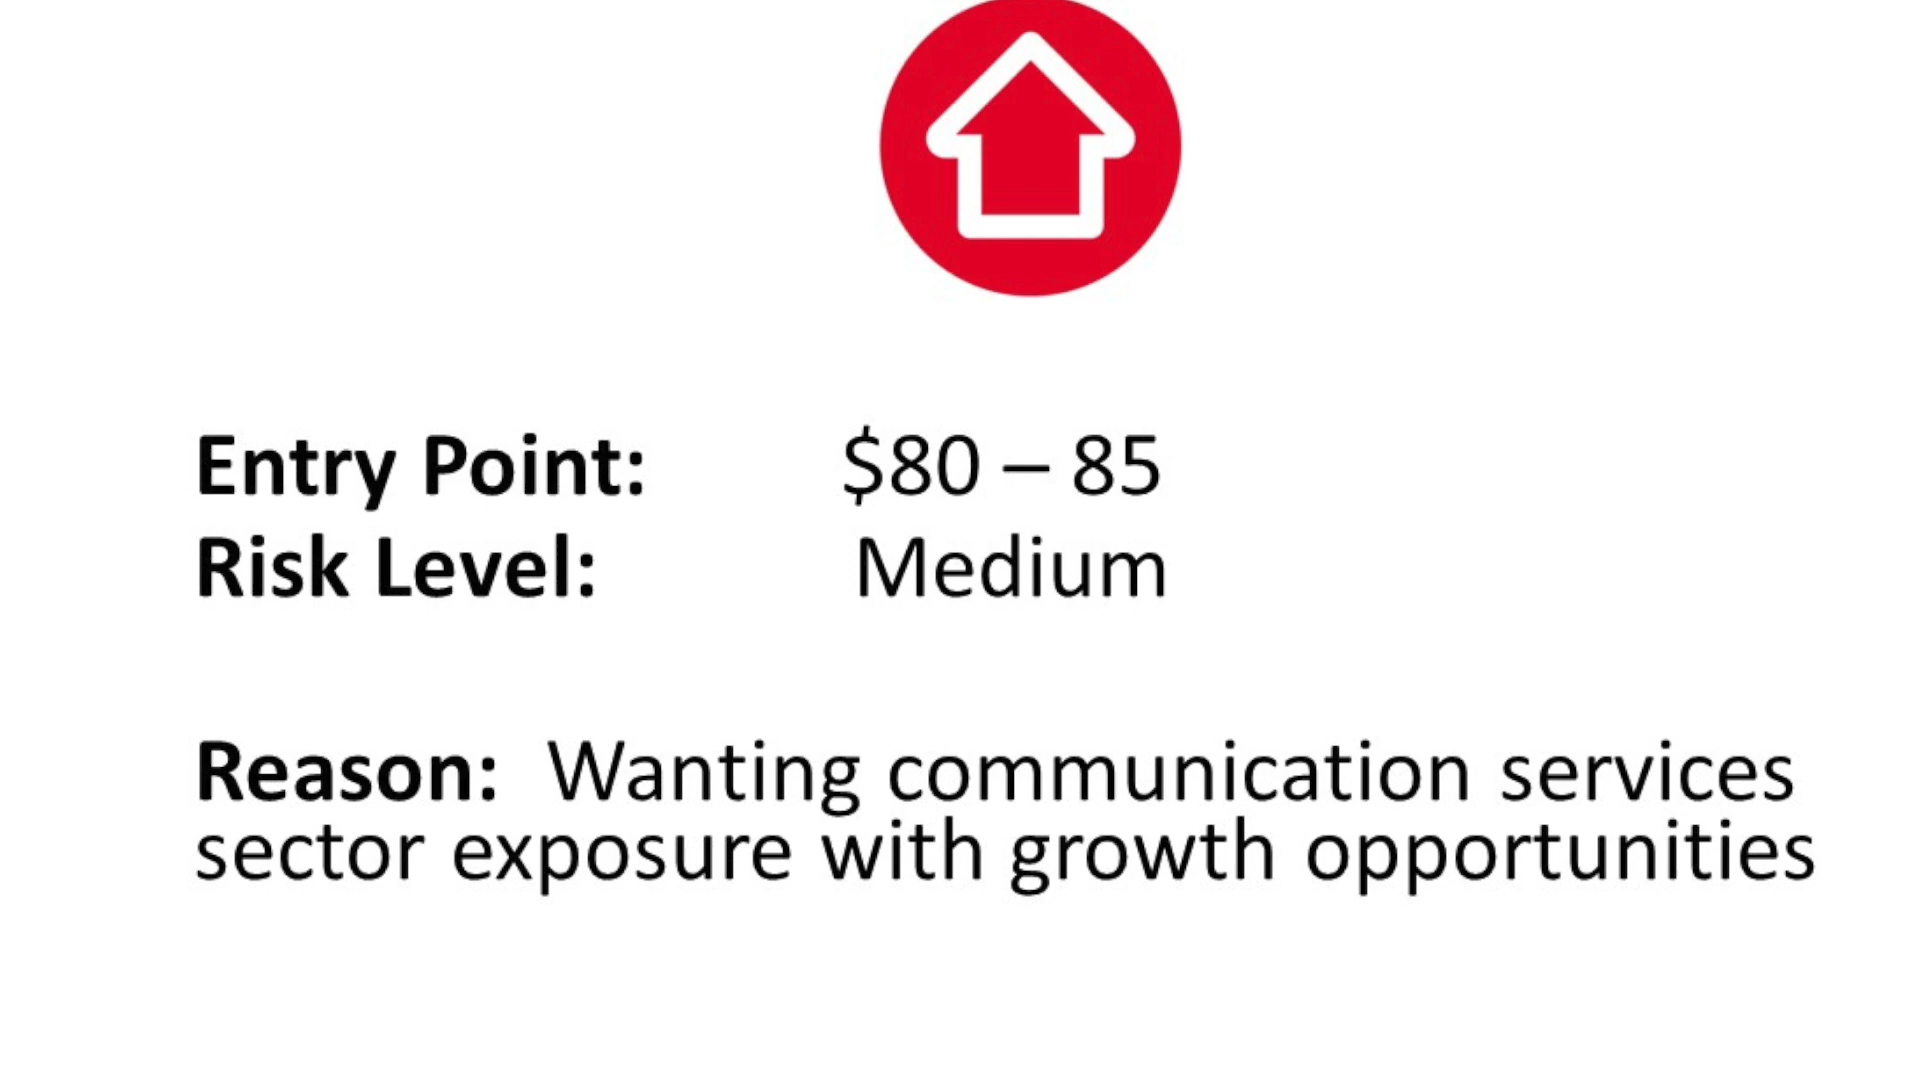 Entry Point: $80 – 85
Risk Level: Medium
Reason: Wanting communication services
sector exposure with growth opportunities